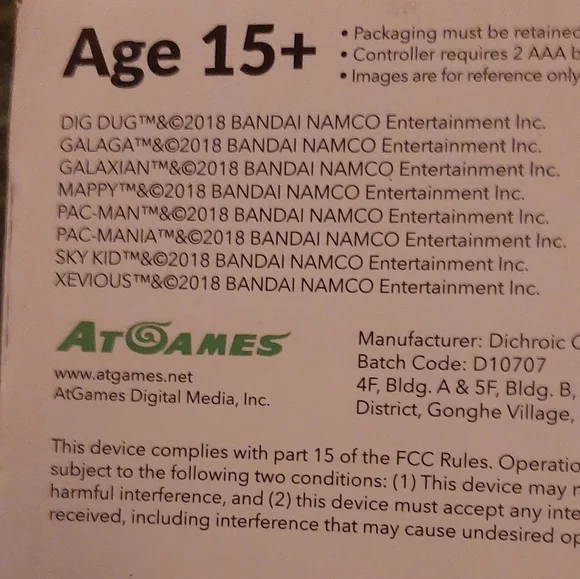 Age 15+
• Packaging must be retained
• Controller requires 2 AAA b
• Images are for reference only
DIG DUG™&©2018 BANDAI NAMCO Entertainment Inc.
GALAGA™&©2018 BANDAI NAMCO Entertainment Inc.
GALAXIAN™&©2018 BANDAI NAMCO Entertainment Inc.
MAPPY™&©2018 BANDAI NAMCO Entertainment Inc.
PAC-MAN™&©2018 BANDAI NAMCO Entertainment Inc.
PAC-MANIA™&©2018 BANDAI NAMCO Entertainment Inc.
SKY KID™&©2018 BANDAI NAMCO Entertainment Inc.
XEVIOUS™&©2018 BANDAI NAMCO Entertainment Inc.
ATGAMES
www.atgames.net
AtGames Digital Media, Inc.
Manufacturer: Dichroic
Batch Code: D10707
4F, Bldg. A & 5F, Bldg. B,
District, Gonghe Village,
This device complies with part 15 of the FCC Rules. Operatio
subject to the following two conditions: (1) This device may
harmful interference, and (2) this device must accept any inte
received, including interference that may cause undesired op